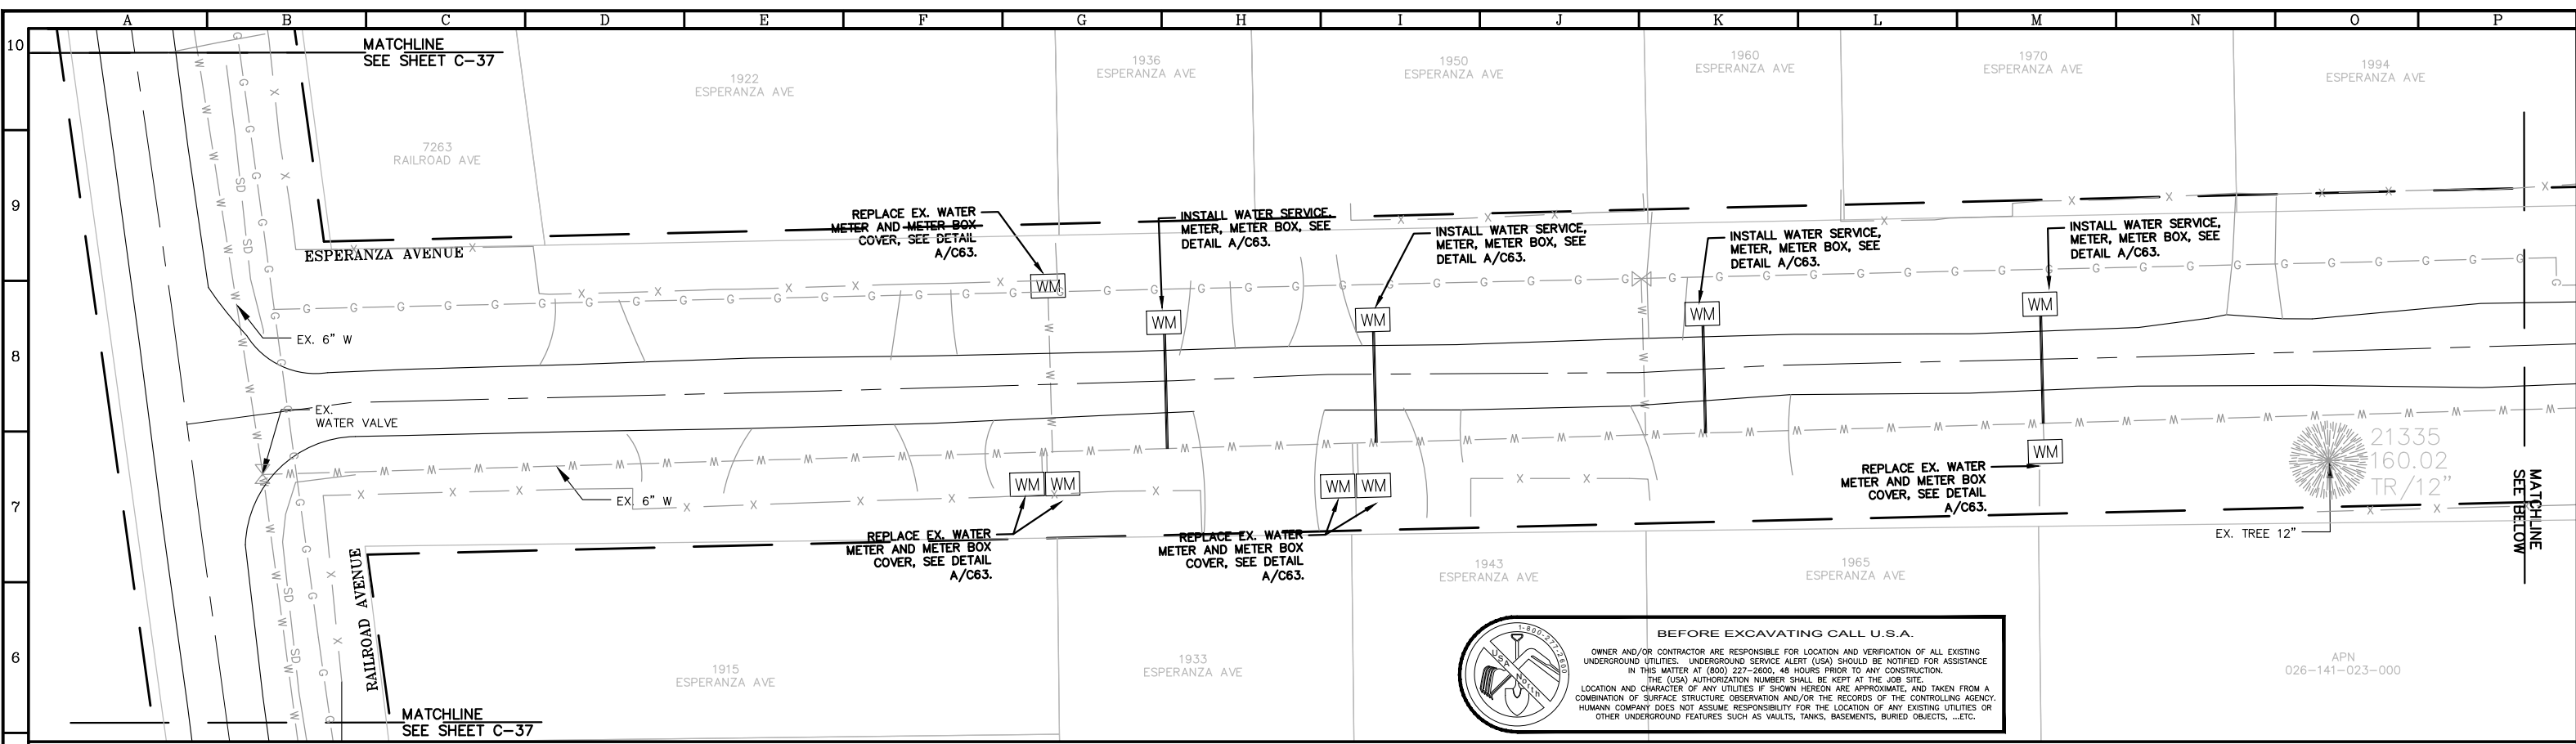 A B C D E F G H I J K L M N O P
10
9
8
7
6
MATCHLINE
SEE SHEET C-37
7263
RAILROAD AVE
1922
ESPERANZA AVE
1936
ESPERANZA AVE
1950
ESPERANZA AVE
1960
ESPERANZA AVE
1970
ESPERANZA AVE
1994
ESPERANZA AVE
ESPERANZA AVENUE
REPLACE EX. WATER
METER AND METER BOX
COVER, SEE DETAIL
A/C63.
INSTALL WATER SERVICE,
METER, METER BOX, SEE
DETAIL A/C63.
INSTALL WATER SERVICE,
METER, METER BOX, SEE
DETAIL A/C63.
INSTALL WATER SERVICE,
METER, METER BOX, SEE
DETAIL A/C63.
INSTALL WATER SERVICE,
METER, METER BOX, SEE
DETAIL A/C63.
WM
WM
WM
WM
WM
EX. 6" W
EX.
WATER VALVE
EX. 6" W
WM WM
WM WM
WM
REPLACE EX. WATER
METER AND METER BOX
COVER, SEE DETAIL
A/C63.
REPLACE EX. WATER
METER AND METER BOX
COVER, SEE DETAIL
A/C63.
REPLACE EX. WATER
METER AND METER BOX
COVER, SEE DETAIL
A/C63.
21335
160.02
TR/12"
EX. TREE 12"
MATCHLINE
SEE BELOW
RAILROAD AVENUE
1915
ESPERANZA AVE
1933
ESPERANZA AVE
1943
ESPERANZA AVE
1965
ESPERANZA AVE
APN
026-141-023-000
MATCHLINE
SEE SHEET C-37
1-800-277-2600
USA
North
BEFORE EXCAVATING CALL U.S.A.
OWNER AND/OR CONTRACTOR ARE RESPONSIBLE FOR LOCATION AND VERIFICATION OF ALL EXISTING
UNDERGROUND UTILITIES. UNDERGROUND SERVICE ALERT (USA) SHOULD BE NOTIFIED FOR ASSISTANCE
IN THIS MATTER AT (800) 227-2600, 48 HOURS PRIOR TO ANY CONSTRUCTION.
THE (USA) AUTHORIZATION NUMBER SHALL BE KEPT AT THE JOB SITE.
LOCATION AND CHARACTER OF ANY UTILITIES IF SHOWN HEREON ARE APPROXIMATE, AND TAKEN FROM A
COMBINATION OF SURFACE STRUCTURE OBSERVATION AND/OR THE RECORDS OF THE CONTROLLING AGENCY.
HUMANN COMPANY DOES NOT ASSUME RESPONSIBILITY FOR THE LOCATION OF ANY EXISTING UTILITIES OR
OTHER UNDERGROUND FEATURES SUCH AS VAULTS, TANKS, BASEMENTS, BURIED OBJECTS, ...ETC.